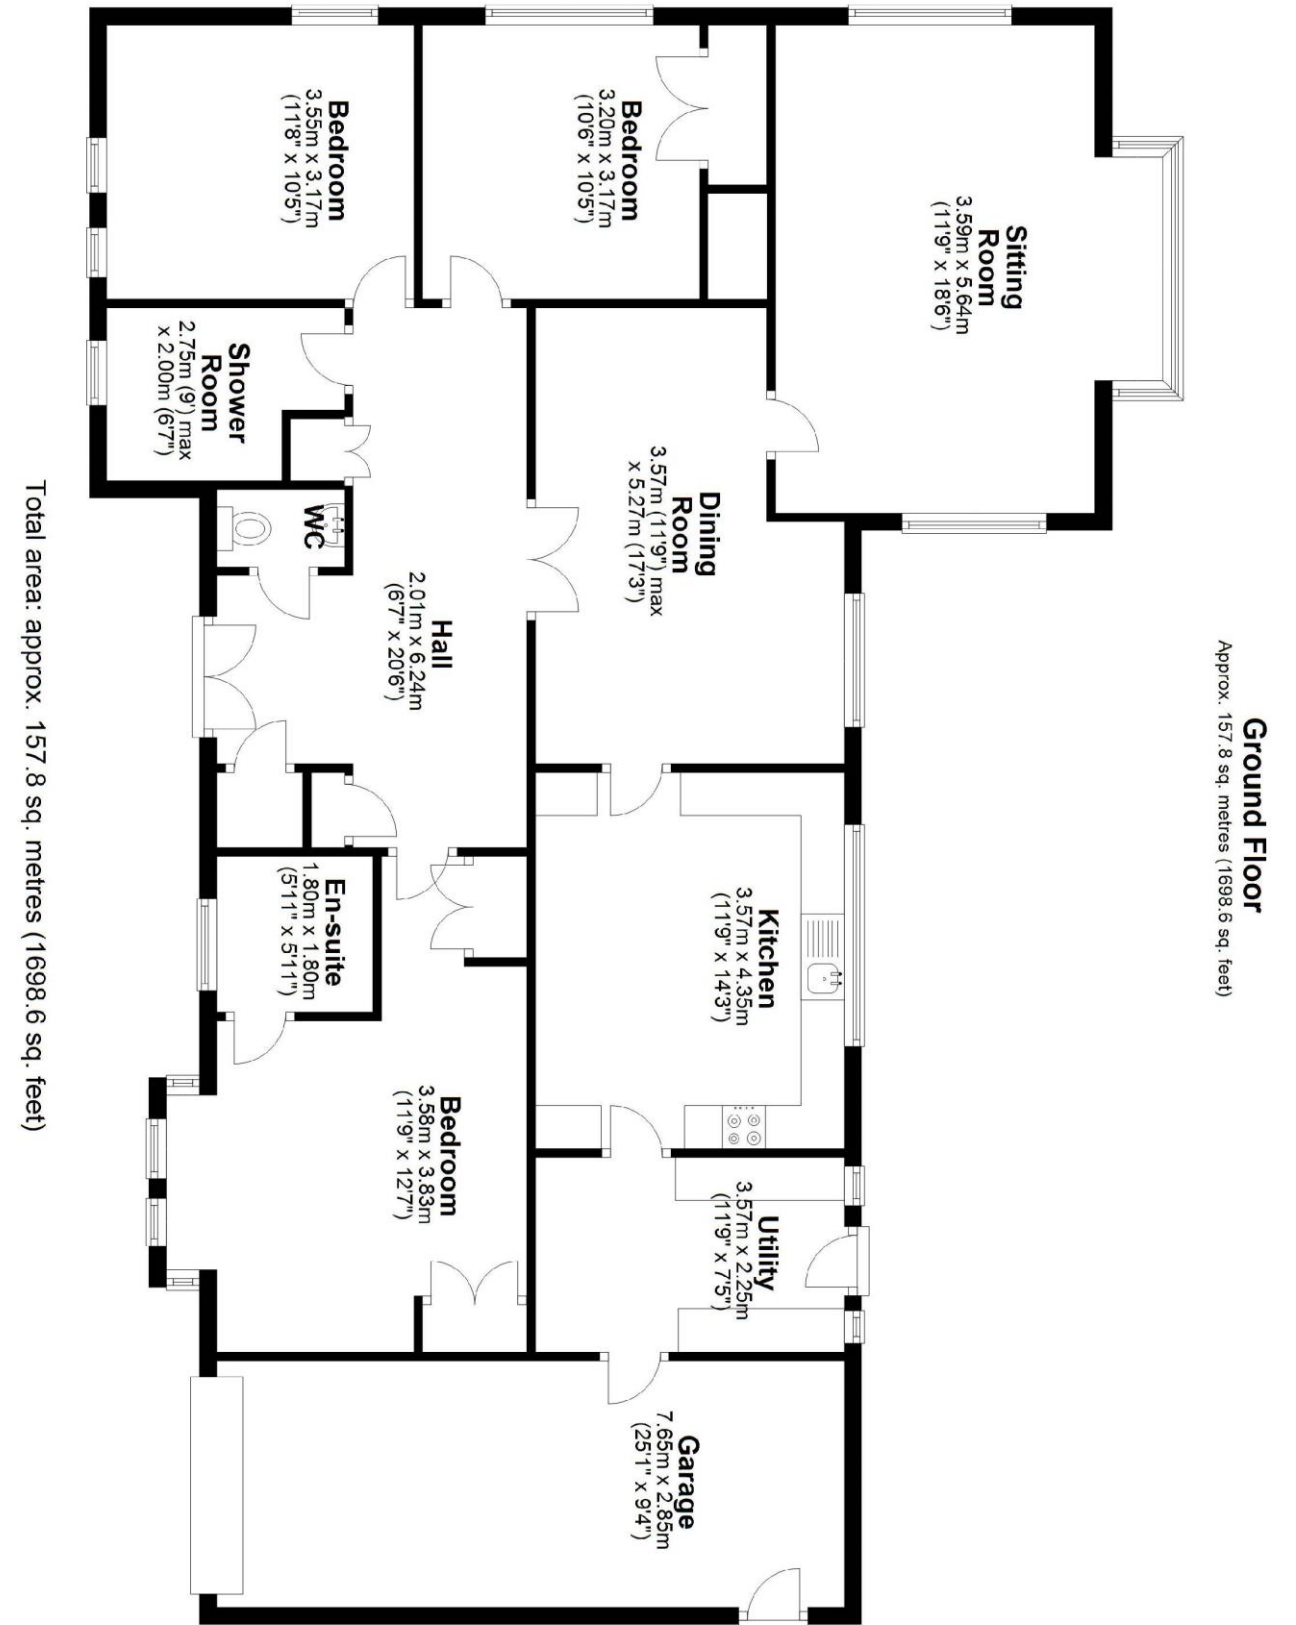 Ground Floor
Approx. 157.8 sq. metres (1698.6 sq. feet)
Sitting
Room
3.59m x 5.64m
(11'9" x 18'6")
Bedroom
3.20m x 3.17m
(10'6" x 10'5")
Bedroom
3.55m x 3.17m
(11'8" x 10'5")
Dining
Room
3.57m (11'9") max
x 5.27m (17'3")
Shower
Room
2.75m (9') max
x 2.00m (6'7")
WC
Hall
2.01m x 6.24m
(6'7" x 20'6")
Kitchen
3.57m x 4.35m
(11'9" x 14'3")
En-suite
1.80m x 1.80m
(5'11" x 5'11")
Bedroom
3.58m x 3.83m
(11'9" x 12'7")
Utility
3.57m x 2.25m
(11'9" x 7'5")
Garage
7.65m x 2.85m
(25'1" x 9'4")
Total area: approx. 157.8 sq. metres (1698.6 sq. feet)